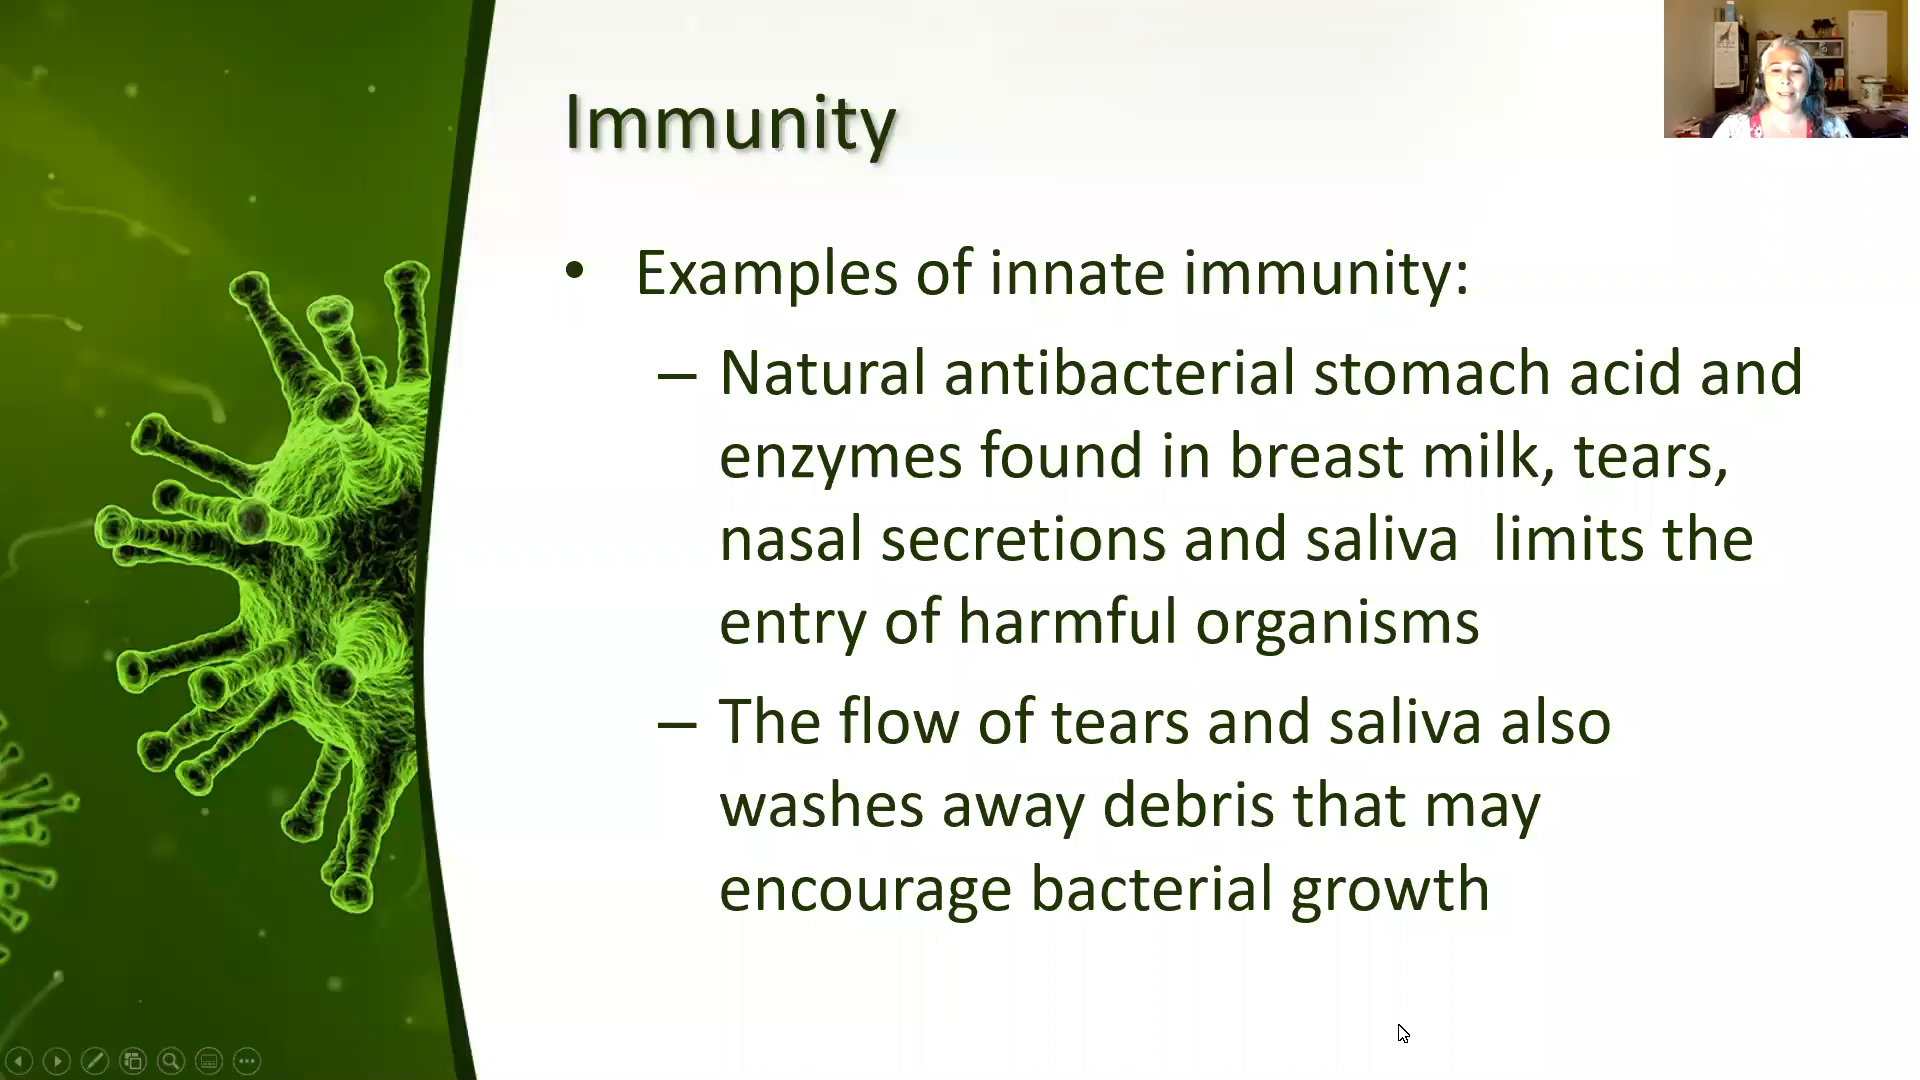 Immunity
• Examples of innate immunity:
– Natural antibacterial stomach acid and
enzymes found in breast milk, tears,
nasal secretions and saliva  limits the
entry of harmful organisms
– The flow of tears and saliva also
washes away debris that may
encourage bacterial growth